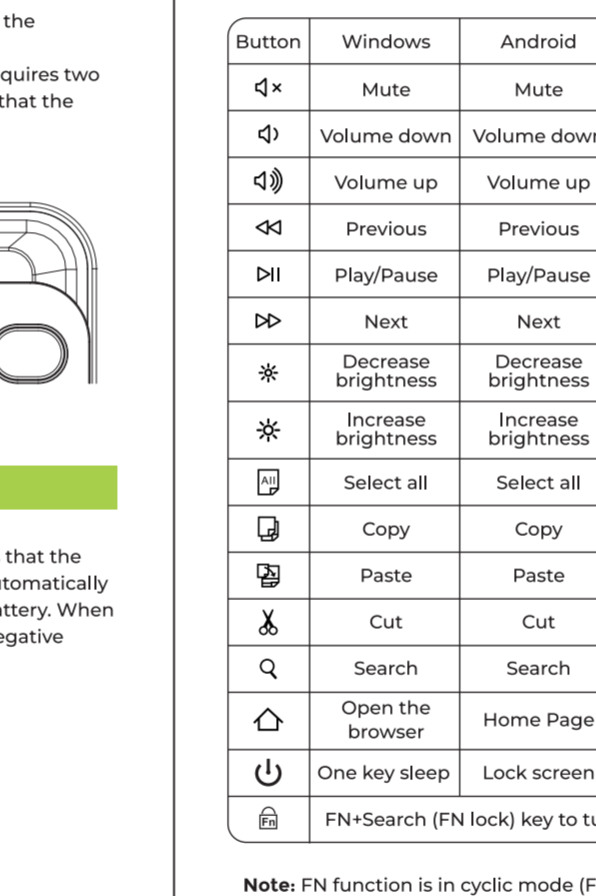 the
quires two
that the
that the
tomatically
ttery. When
egative
Button Windows Android
Mute Mute
Volume down Volume down
Volume up Volume up
Previous Previous
Play/Pause Play/Pause
Next Next
Decrease brightness Decrease brightness
Increase brightness Increase brightness
All Select all Select all
Copy Copy
Paste Paste
Cut Cut
Search Search
Open the browser Home Page
One key sleep Lock screen
Fn FN+Search (FN lock) key to tu
Note: FN function is in cyclic mode (F